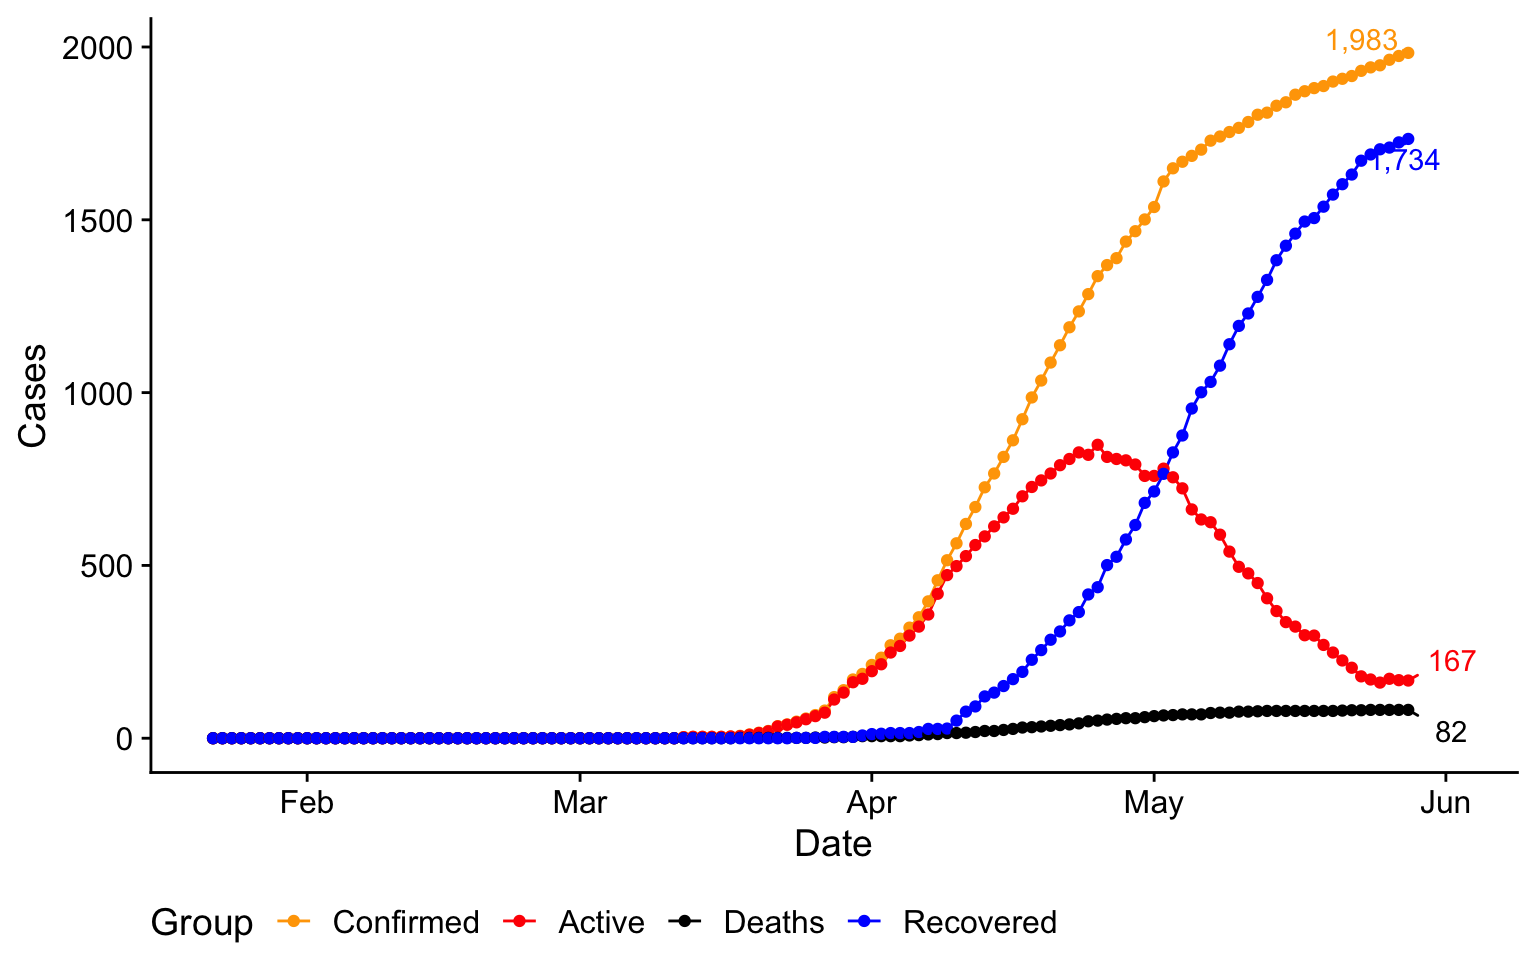 1,983
2000
1,734
1500
1000
500
167
82
0
Cases
Feb Mar Apr May Jun
Date
Group Confirmed Active Deaths Recovered